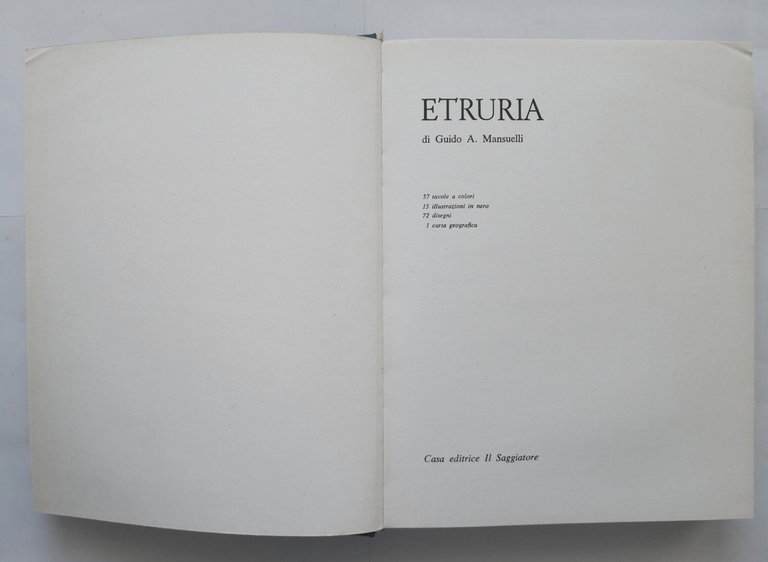 ETRURIA
di Guido A. Mansuelli
57 tavole a colori
15 illustrazioni in nero
72 disegni
1 carta geografica
Casa editrice Il Saggiatore